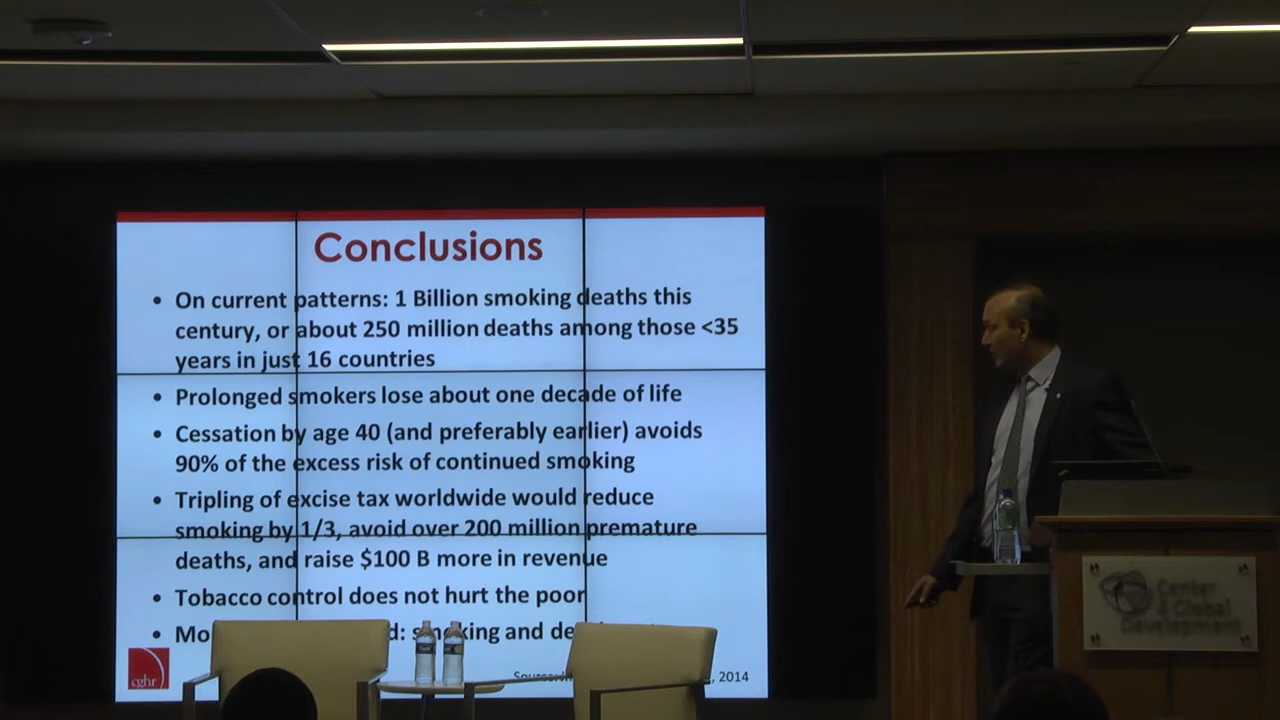 Conclusions
• On current patterns: 1 Billion smoking deaths this
century, or about 250 million deaths among those <35
years in just 16 countries
• Prolonged smokers lose about one decade of life
• Cessation by age 40 (and preferably earlier) avoids
90% of the excess risk of continued smoking
• Tripling of excise tax worldwide would reduce
smoking by 1/3, avoid over 200 million premature
deaths, and raise $100 B more in revenue
• Tobacco control does not hurt the poor
• smoking and
cghr
, 2014
Center
Global
Development